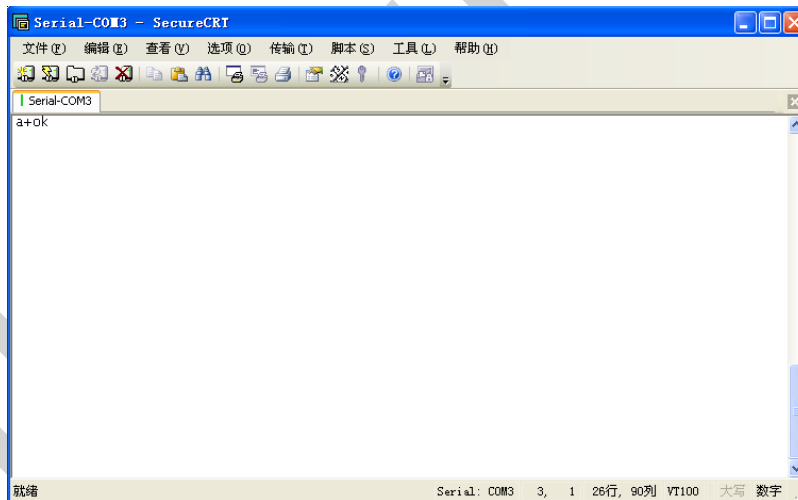 Serial-COM3 - SecureCRT
文件(F) 编辑(E) 查看(V) 选项(O) 传输(T) 脚本(S) 工具(L) 帮助(H)
Serial-COM3
a+ok
就绪 Serial: COM3 3, 1 26行, 90列 VT100 大写 数字